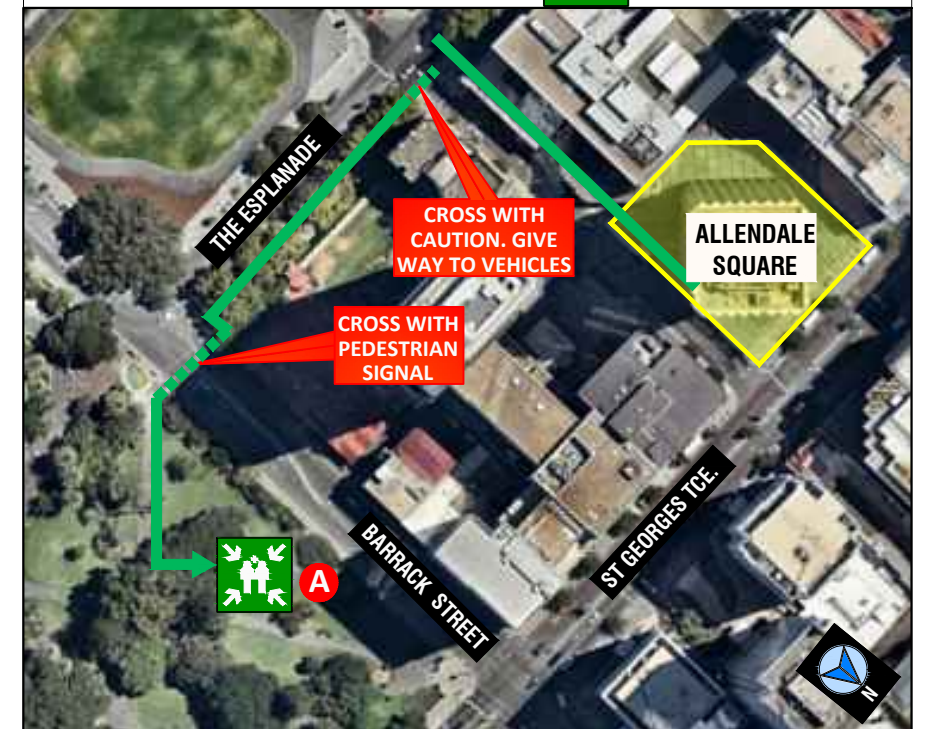 THE ESPLANADE
CROSS WITH
CAUTION. GIVE
WAY TO VEHICLES
ALLENDALE
SQUARE
CROSS WITH
PEDESTRIAN
SIGNAL
BARRACK STREET
ST GEORGES TCE.
A
N